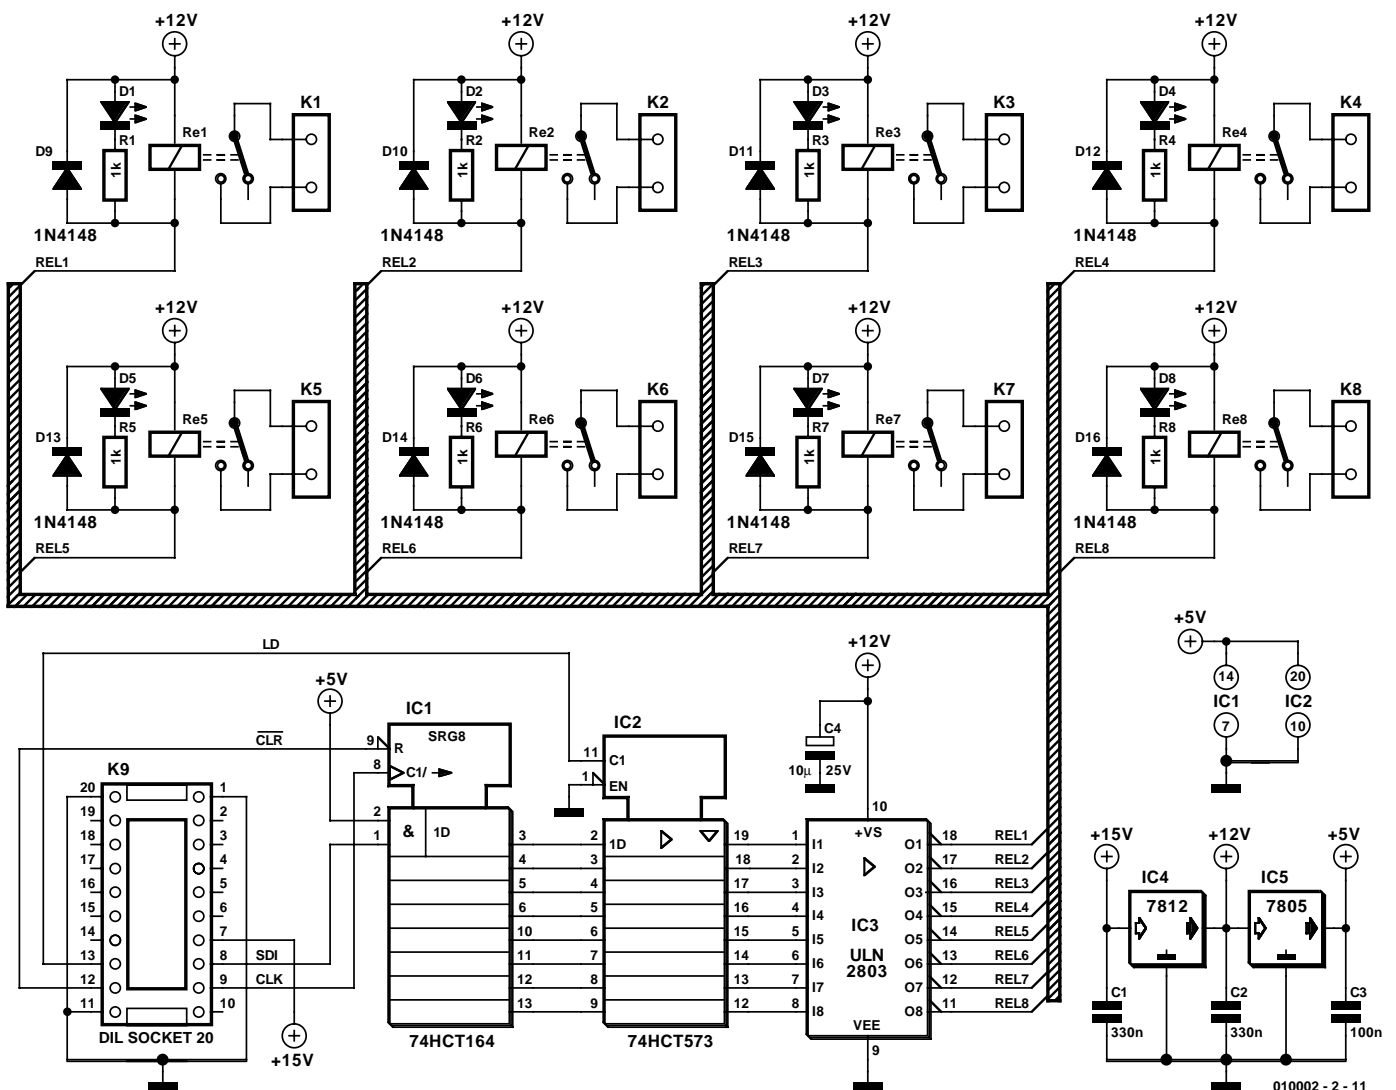 +12V +12V +12V +12V
D1 K1 D2 K2 D3 K3 D4 K4
D9 R1 1k Re1 D10 R2 1k Re2 D11 R3 1k Re3 D12 R4 1k Re4
1N4148 1N4148 1N4148 1N4148
REL1 REL2 REL3 REL4
+12V +12V +12V +12V
D5 K5 D6 K6 D7 K7 D8 K8
D13 R5 1k Re5 D14 R6 1k Re6 D15 R7 1k Re7 D16 R8 1k Re8
1N4148 1N4148 1N4148 1N4148
REL5 REL6 REL7 REL8
LD
+5V
CLR
K9
20 1
19 2
18 3
17 4
16 5
15 6
14 7
13 8 SDI
12 9 CLK
11 10
DIL SOCKET 20
+15V
IC1
SRG8
9 R
8 C1/
2
1
& 1D
3
4
5
6
10
11
12
13
74HCT164
IC2
11 C1
1 EN
2 1D 19
3 18
4 17
5 16
6 15
7 14
8 13
9 12
74HCT573
+12V
C4
10µ 25V
10
+VS
1 I1 O1 18 REL1
2 I2 O2 17 REL2
3 I3 O3 16 REL3
4 I4 O4 15 REL4
5 I5 O5 14 REL5
6 I6 O6 13 REL6
7 I7 O7 12 REL7
8 I8 O8 11 REL8
IC3
ULN
2803
VEE
9
+5V
14 20
IC1 IC2
7 10
+15V +12V +5V
IC4 IC5
7812 7805
C1 C2 C3
330n 330n 100n
010002 - 2 - 11